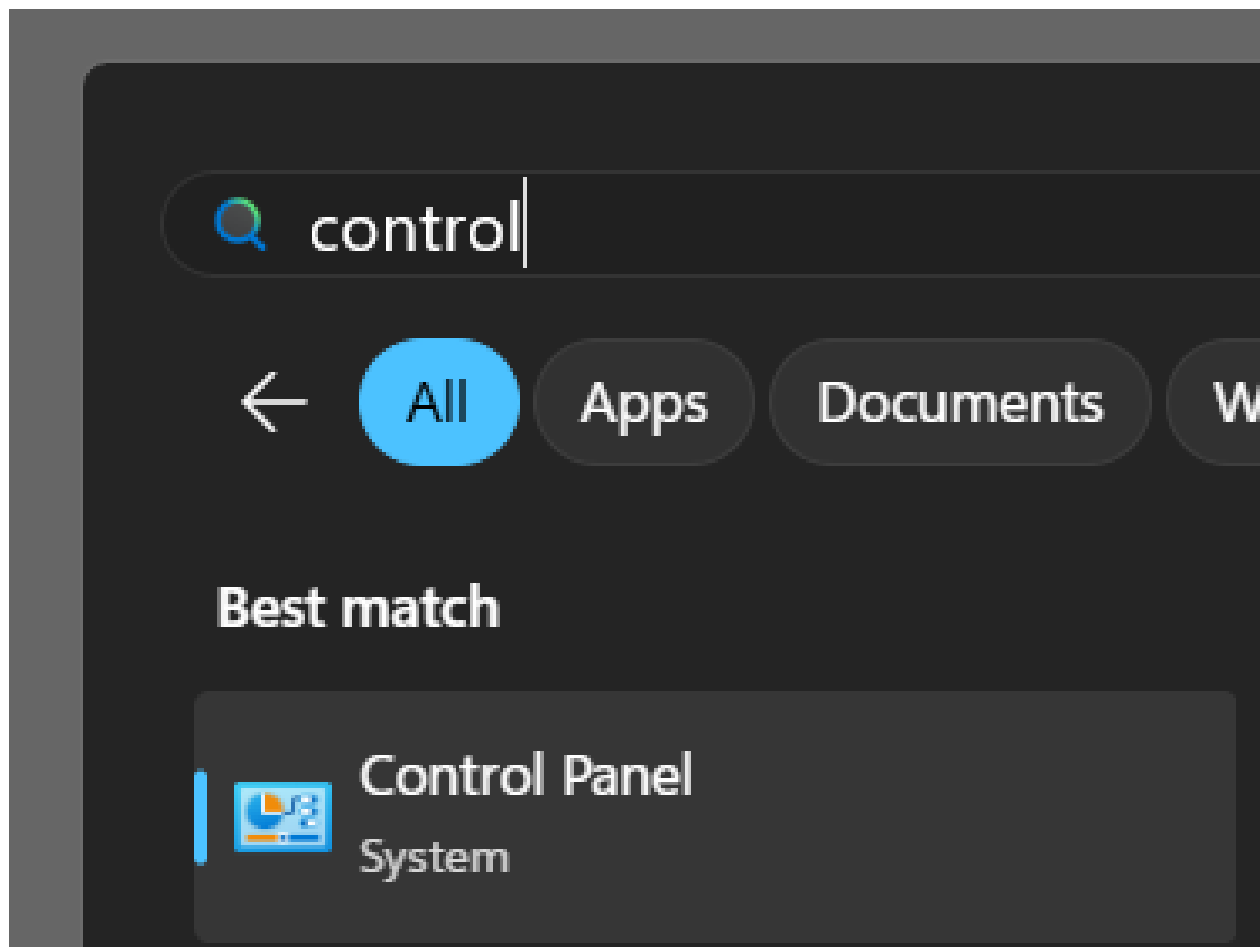 control
All Apps Documents
Best match
Control Panel
System